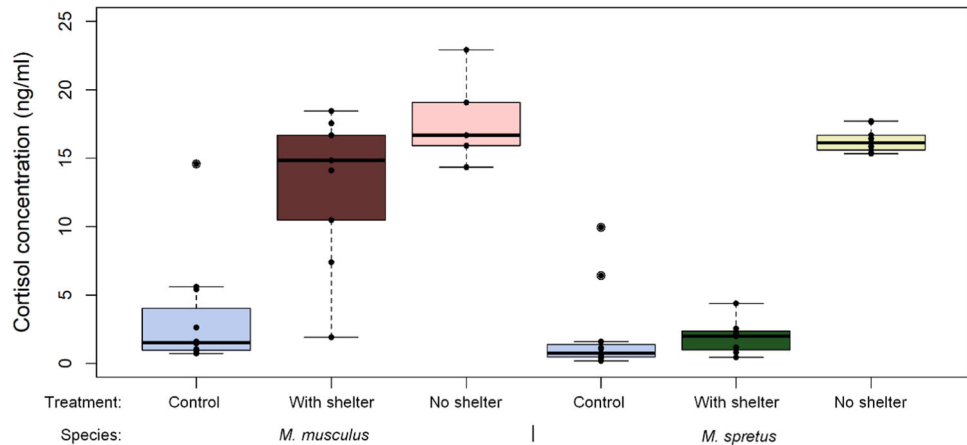 Cortisol concentration (ng/ml)
25
20
15
10
5
0
Treatment: Control With shelter No shelter Control With shelter No shelter
Species: M. musculus | M. spretus